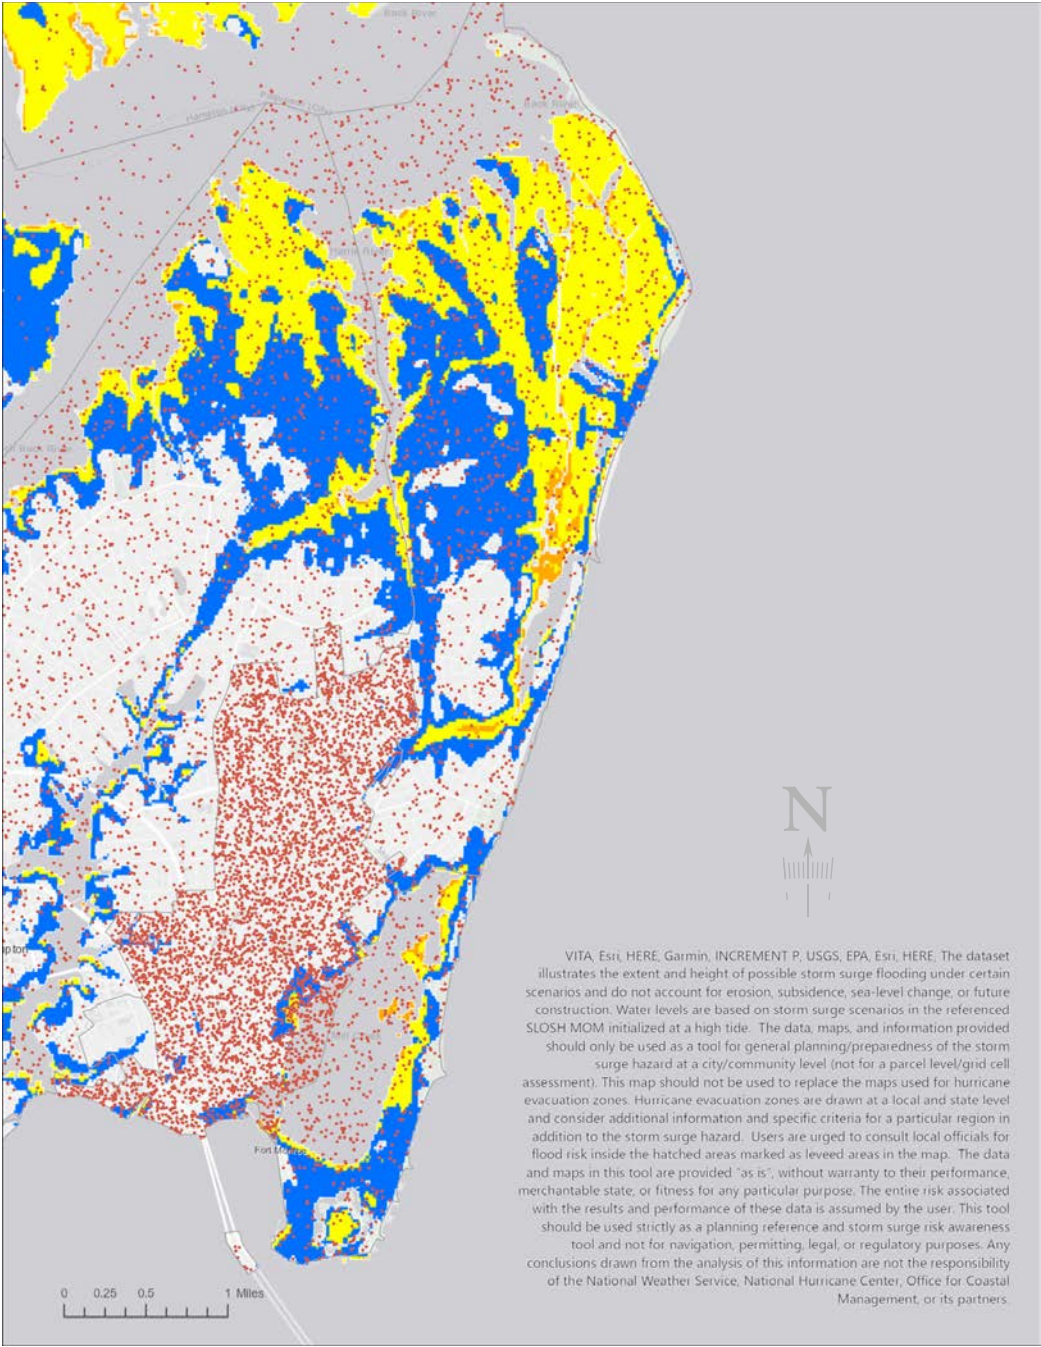 Back River
Hampton (City)
Back River
Back River
N
VITA, Esri, HERE, Garmin, INCREMENT P, USGS, EPA, Esri, HERE, The dataset
illustrates the extent and height of possible storm surge flooding under certain
scenarios and do not account for erosion, subsidence, sea-level change, or future
construction. Water levels are based on storm surge scenarios in the referenced
SLOSH MOM initialized at a high tide. The data, maps, and information provided
should only be used as a tool for general planning/preparedness of the storm
surge hazard at a city/community level (not for a parcel level/grid cell
assessment). This map should not be used to replace the maps used for hurricane
evacuation zones. Hurricane evacuation zones are drawn at a local and state level
and consider additional information and specific criteria for a particular region in
addition to the storm surge hazard. Users are urged to consult local officials for
flood risk inside the hatched areas marked as leveed areas in the map. The data
and maps in this tool are provided "as is", without warranty to their performance,
merchantable state, or fitness for any particular purpose. The entire risk associated
with the results and performance of these data is assumed by the user. This tool
should be used strictly as a planning reference and storm surge risk awareness
tool and not for navigation, permitting, legal, or regulatory purposes. Any
conclusions drawn from the analysis of this information are not the responsibility
of the National Weather Service, National Hurricane Center, Office for Coastal
Management, or its partners.
pton
Fort Monroe
0 0.25 0.5 1 Miles